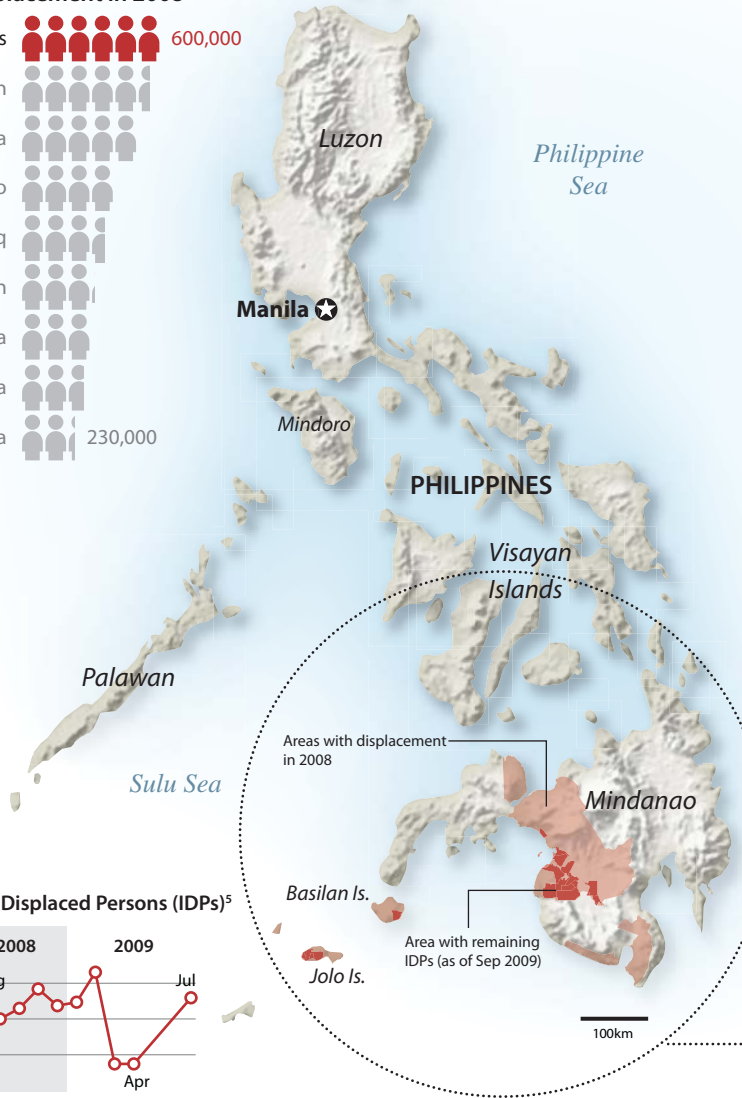 600,000
230,000
Luzon
Philippine
Sea
Manila
Mindoro
PHILIPPINES
Visayan
Islands
Palawan
Areas with displacement
in 2008
Sulu Sea
Mindanao
Displaced Persons (IDPs)⁵
Basilan Is.
2008 2009
Area with remaining
IDPs (as of Sep 2009)
Jul
Jolo Is.
100km
Apr